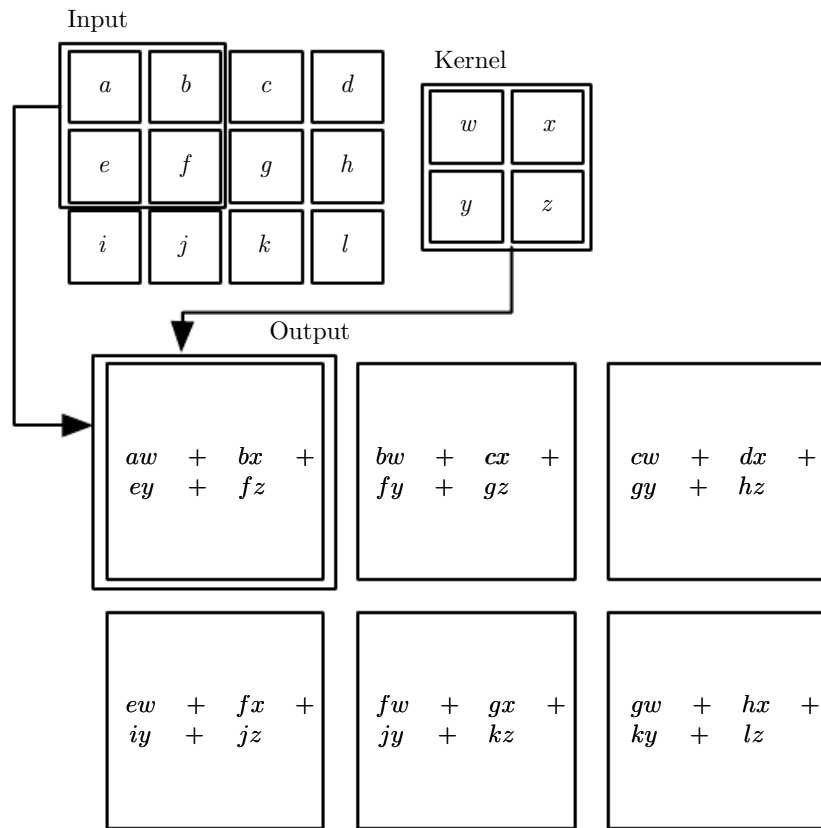 Input
Kernel
a b c d
w x
e f g h
y z
i j k l
Output
aw + bx +
ey + fz
bw + cx +
fy + gz
cw + dx +
gy + hz
ew + fx +
iy + jz
fw + gx +
jy + kz
gw + hx +
ky + lz